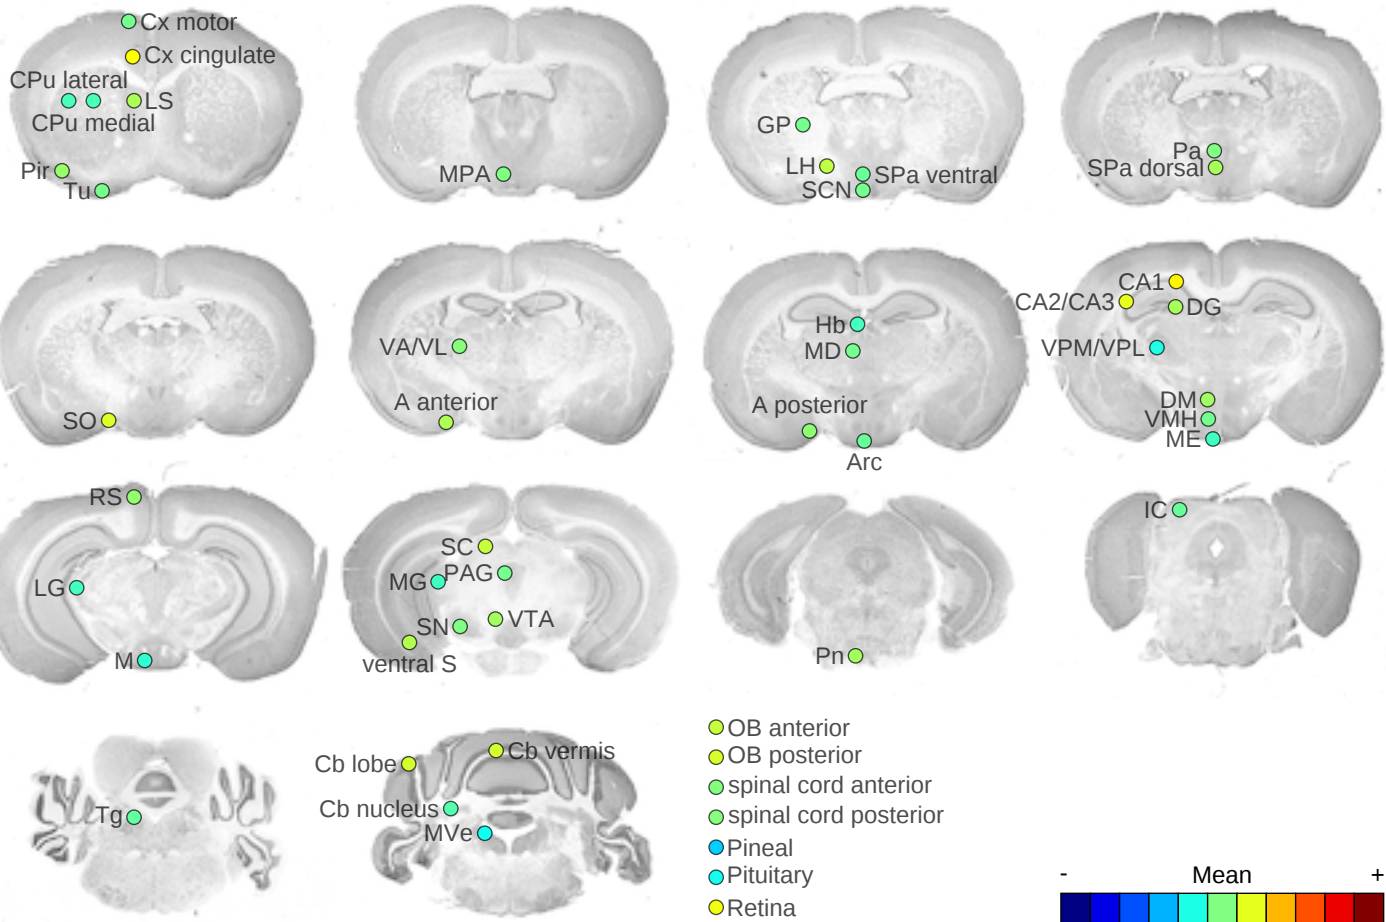 Cx motor
Cx cingulate
CPu lateral
LS
CPu medial
Pir
Tu
MPA
GP
LH
SPa ventral
SCN
Pa
SPa dorsal
SO
VA/VL
A anterior
Hb
MD
A posterior
Arc
CA1
CA2/CA3
DG
VPM/VPL
DM
VMH
ME
RS
LG
M
SC
MG
PAG
SN
VTA
ventral S
Pn
IC
Tg
Cb lobe
Cb vermis
Cb nucleus
MVe
OB anterior
OB posterior
spinal cord anterior
spinal cord posterior
Pineal
Pituitary
Retina
- Mean +